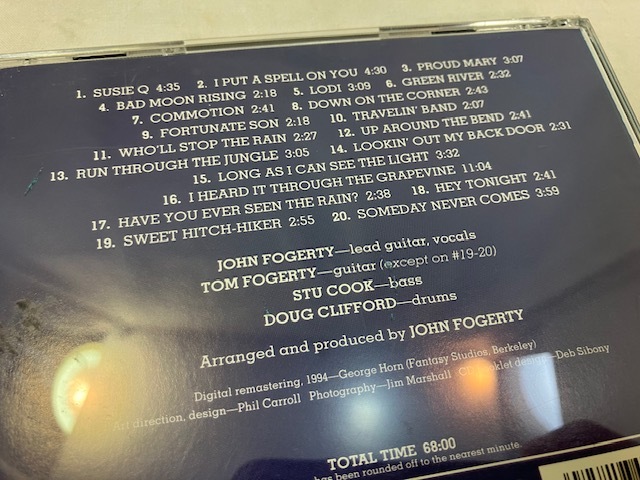 1. SUSIE Q 4:35 2. I PUT A SPELL ON YOU 4:30 3. PROUD MARY 3:07
4. BAD MOON RISING 2:18 5. LODI 3:09 6. GREEN RIVER 2:32
7. COMMOTION 2:41 8. DOWN ON THE CORNER 2:43
9. FORTUNATE SON 2:18 10. TRAVELIN' BAND 2:07
11. WHO'LL STOP THE RAIN 2:27 12. UP AROUND THE BEND 2:41
13. RUN THROUGH THE JUNGLE 3:05 14. LOOKIN' OUT MY BACK DOOR 2:31
15. LONG AS I CAN SEE THE LIGHT 3:32
16. I HEARD IT THROUGH THE GRAPEVINE 11:04
17. HAVE YOU EVER SEEN THE RAIN? 2:38 18. HEY TONIGHT 2:41
19. SWEET HITCH-HIKER 2:55 20. SOMEDAY NEVER COMES 3:59
JOHN FOGERTY—lead guitar, vocals
TOM FOGERTY—guitar (except on #19-20)
STU COOK—bass
DOUG CLIFFORD—drums
Arranged and produced by JOHN FOGERTY
Digital remastering, 1994—George Horn (Fantasy Studios, Berkeley)
Art direction, design—Phil Carroll Photography—Jim Marshall CD booklet design—Deb Sibony
TOTAL TIME 68:00
has been rounded off to the nearest minute.